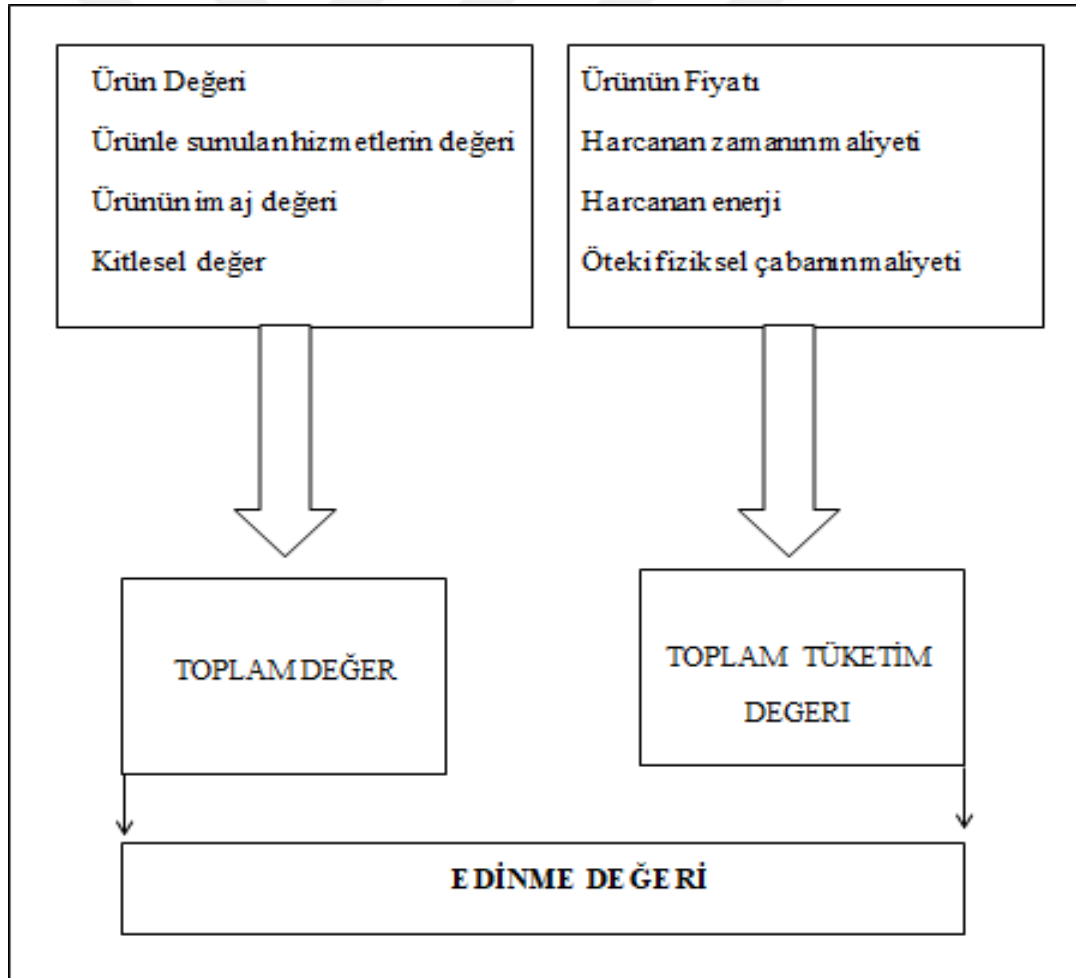 Ürün Değeri
Ürünle sunulan hizmetlerin değeri
Ürünün imaj değeri
Kitlesel değer
Ürünün Fiyatı
Harcanan zamanın maliyeti
Harcanan enerji
Öteki fiziksel çabanın maliyeti
TOPLAM DEĞER
TOPLAM TÜKETİM
DEGERI
EDİNME DEĞERİ